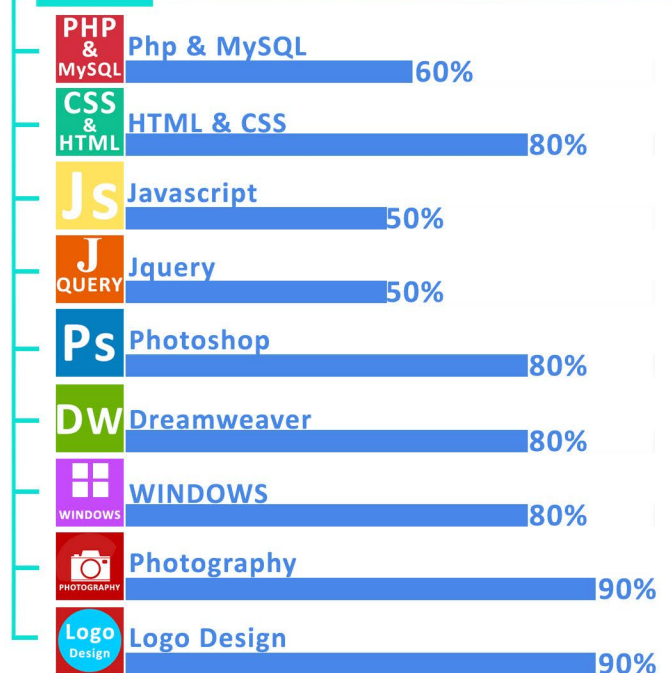 PHP
&
MySQL
Php & MySQL
60%
CSS
&
HTML
HTML & CSS
80%
Js
Javascript
50%
J
QUERY
Jquery
50%
Ps
Photoshop
80%
DW
Dreamweaver
80%
WINDOWS
WINDOWS
80%
PHOTOGRAPHY
Photography
90%
Logo
Design
Logo Design
90%